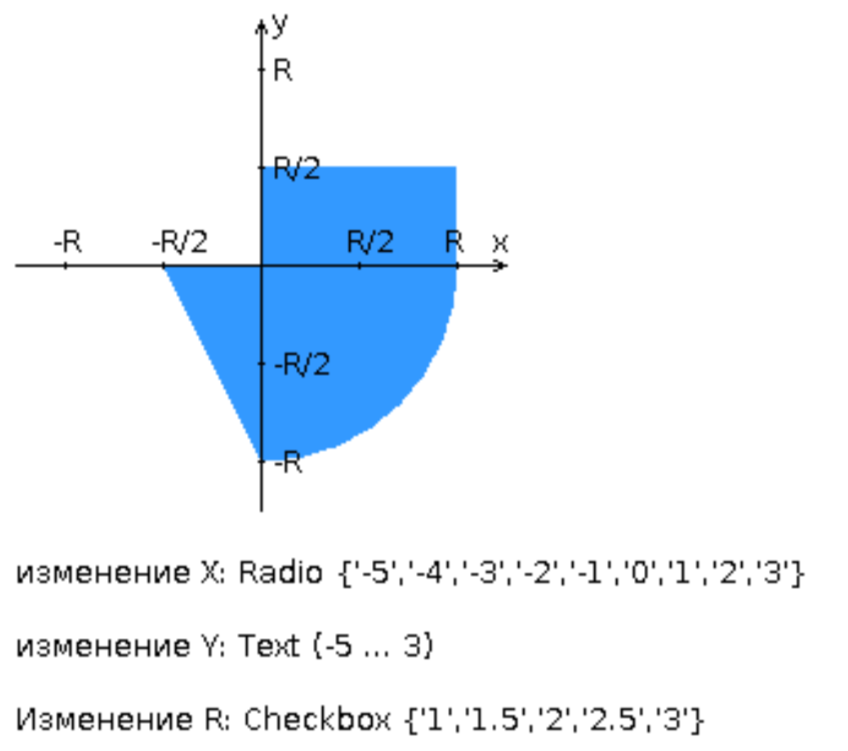 y
R
R/2
-R -R/2 R/2 R x
-R/2
-R
изменение X: Radio {'-5','-4','-3','-2','-1','0','1','2','3'}
изменение Y: Text (-5 ... 3)
Изменение R: Checkbox {'1','1.5','2','2.5','3'}